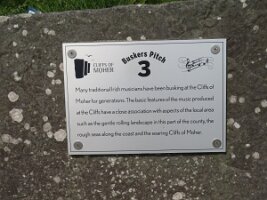 Buskers Pitch
CLIFFS OF
MOHER
3
Many traditional Irish musicians have been busking at the Cliffs of
Moher for generations. The basic features of the music produced
at the Cliffs have a close association with aspects of the local area
such as the gentle rolling landscape in this part of the county, the
rough seas along the coast and the soaring Cliffs of Moher.